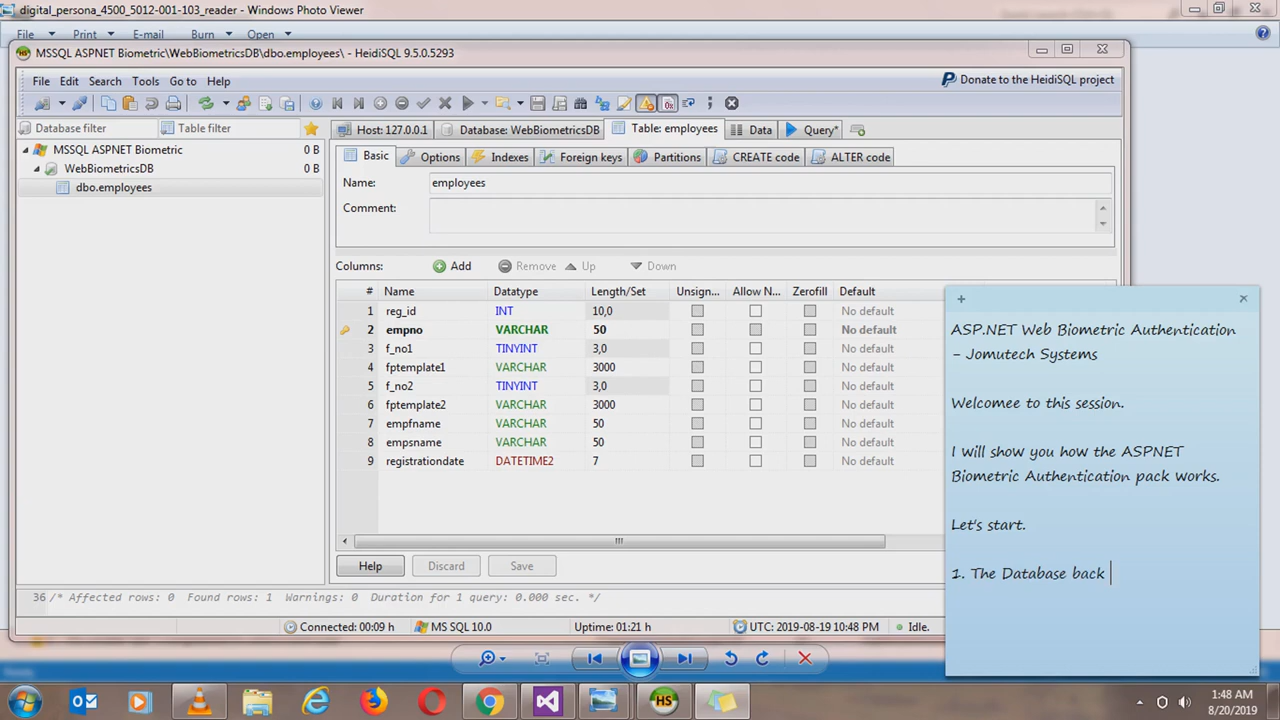 digital_persona_4500_5012-001-103_reader - Windows Photo Viewer
File Print E-mail Burn Open
MSSQL ASPNET Biometric\WebBiometricsDB\dbo.employees\ - HeidiSQL 9.5.0.5293
File Edit Search Tools Go to Help
Donate to the HeidiSQL project
Database filter Table filter
Host: 127.0.0.1 Database: WebBiometricsDB Table: employees Data Query*
MSSQL ASPNET Biometric 0 B
WebBiometricsDB 0 B
dbo.employees
Basic Options Indexes Foreign keys Partitions CREATE code ALTER code
Name: employees
Comment:
Columns: Add Remove Up Down
# Name Datatype Length/Set Unsign... Allow N... Zerofill Default
1 reg_id INT 10,0 No default
2 empno VARCHAR 50 No default
3 f_no1 TINYINT 3,0 No default
4 fptemplate1 VARCHAR 3000 No default
5 f_no2 TINYINT 3,0 No default
6 fptemplate2 VARCHAR 3000 No default
7 empfname VARCHAR 50 No default
8 empsname VARCHAR 50 No default
9 registrationdate DATETIME2 7 No default
Help Discard Save
36 /* Affected rows: 0 Found rows: 1 Warnings: 0 Duration for 1 query: 0.000 sec. */
Connected: 00:09 h MS SQL 10.0 Uptime: 01:21 h UTC: 2019-08-19 10:48 PM Idle.
ASP.NET Web Biometric Authentication
- Jomutech Systems
Welcomee to this session.
I will show you how the ASPNET
Biometric Authentication pack works.
Let's start.
1. The Database back
1:48 AM
8/20/2019